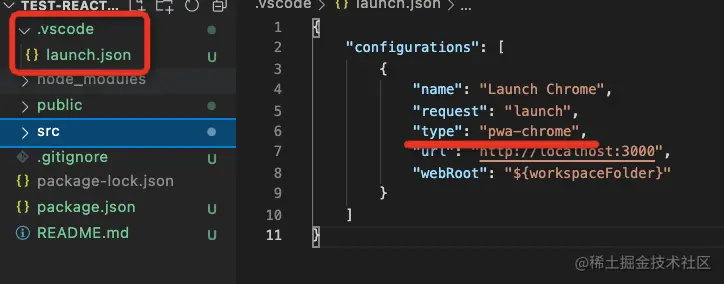 TEST-REACT...
.vscode
launch.json U
node_modules
public
src
.gitignore U
package-lock.json
package.json U
README.md U
.vscode > launch.json > ...
1 {
2 "configurations": [
3 {
4 "name": "Launch Chrome",
5 "request": "launch",
6 "type": "pwa-chrome",
7 "url": "http://localhost:3000",
8 "webRoot": "${workspaceFolder}"
9 }
10 ]
11 }
@稀土掘金技术社区